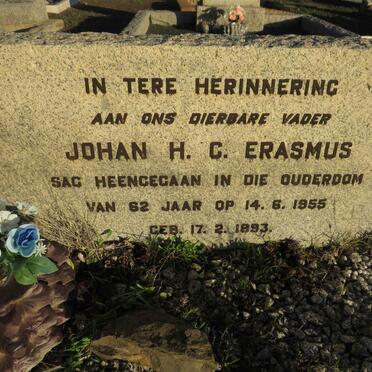 IN TERE HERINNERING
AAN ONS DIERBARE VADER
JOHAN H. C. ERASMUS
SAG HEENGEGAAN IN DIE OUDERDOM
VAN 62 JAAR OP 14. 6. 1955
GEB. 17. 2. 1893.